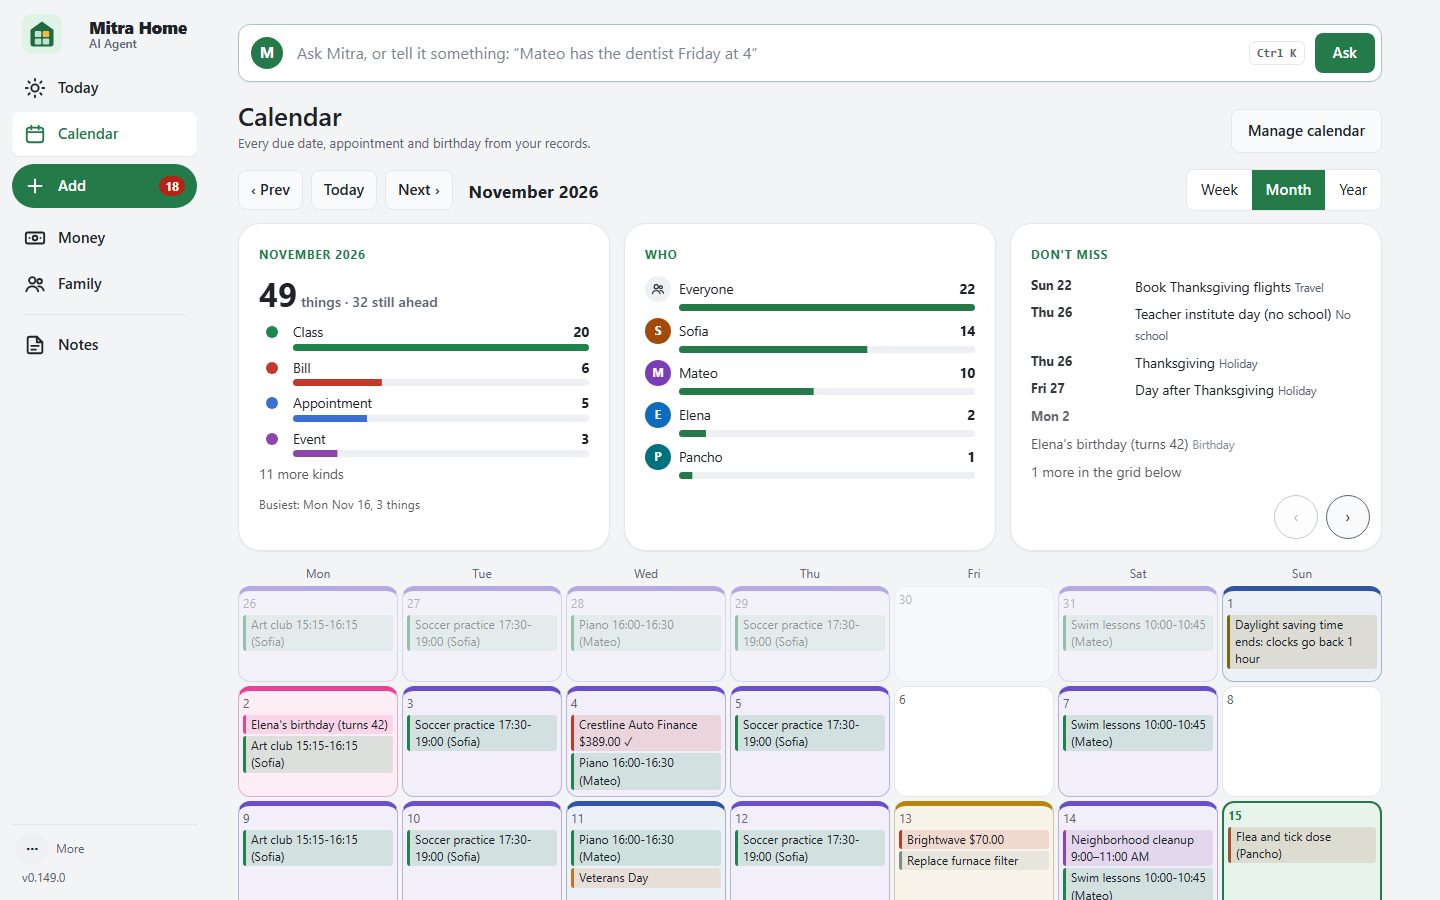 Mitra Home
AI Agent
Today
Calendar
Add
18
Money
Family
Notes
More
v0.149.0
M
Ask Mitra, or tell it something: “Mateo has the dentist Friday at 4”
Ctrl K
Ask
Calendar
Every due date, appointment and birthday from your records.
Manage calendar
‹ Prev
Today
Next ›
November 2026
Week
Month
Year
NOVEMBER 2026
49 things · 32 still ahead
Class 20
Bill 6
Appointment 5
Event 3
11 more kinds
Busiest: Mon Nov 16, 3 things
WHO
Everyone 22
S Sofia 14
M Mateo 10
E Elena 2
P Pancho 1
DON'T MISS
Sun 22 Book Thanksgiving flights Travel
Thu 26 Teacher institute day (no school) No
school
Thu 26 Thanksgiving Holiday
Fri 27 Day after Thanksgiving Holiday
Mon 2
Elena's birthday (turns 42) Birthday
1 more in the grid below
‹
›
Mon Tue Wed Thu Fri Sat Sun
26
Art club 15:15-16:15
(Sofia)
27
Soccer practice 17:30-
19:00 (Sofia)
28
Piano 16:00-16:30
(Mateo)
29
Soccer practice 17:30-
19:00 (Sofia)
30
31
Swim lessons 10:00-10:45
(Mateo)
1
Daylight saving time
ends: clocks go back 1
hour
2
Elena's birthday (turns 42)
Art club 15:15-16:15
(Sofia)
3
Soccer practice 17:30-
19:00 (Sofia)
4
Crestline Auto Finance
$389.00 ✓
Piano 16:00-16:30
(Mateo)
5
Soccer practice 17:30-
19:00 (Sofia)
6
7
Swim lessons 10:00-10:45
(Mateo)
8
9
Art club 15:15-16:15
(Sofia)
10
Soccer practice 17:30-
19:00 (Sofia)
11
Piano 16:00-16:30
(Mateo)
Veterans Day
12
Soccer practice 17:30-
19:00 (Sofia)
13
Brightwave $70.00
Replace furnace filter
14
Neighborhood cleanup
9:00–11:00 AM
Swim lessons 10:00-10:45
(Mateo)
15
Flea and tick dose
(Pancho)